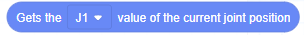 Gets the J1 value of the current joint position